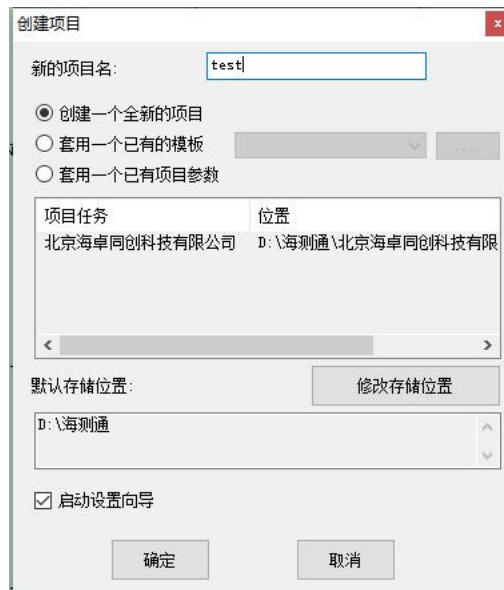 创建项目
x
新的项目名: test
创建一个全新的项目
套用一个已有的模板 ...
套用一个已有项目参数
项目任务 位置
北京海卓同创科技有限公司 D:\海测通\北京海卓同创科技有限
默认存储位置: 修改存储位置
D:\海测通
启动设置向导
确定 取消